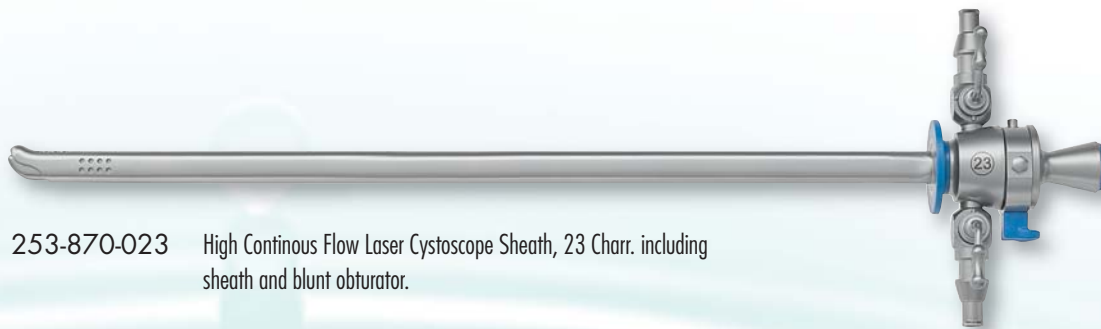 23
253-870-023 High Continous Flow Laser Cystoscope Sheath, 23 Charr. including
sheath and blunt obturator.